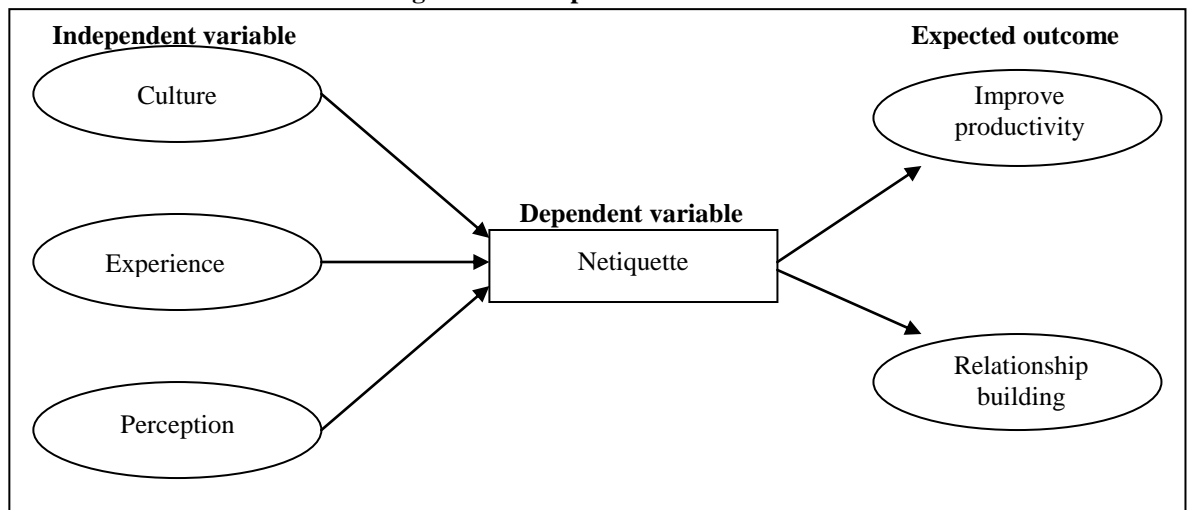 Independent variable
Expected outcome
Culture
Improve
productivity
Dependent variable
Experience
Netiquette
Relationship
building
Perception